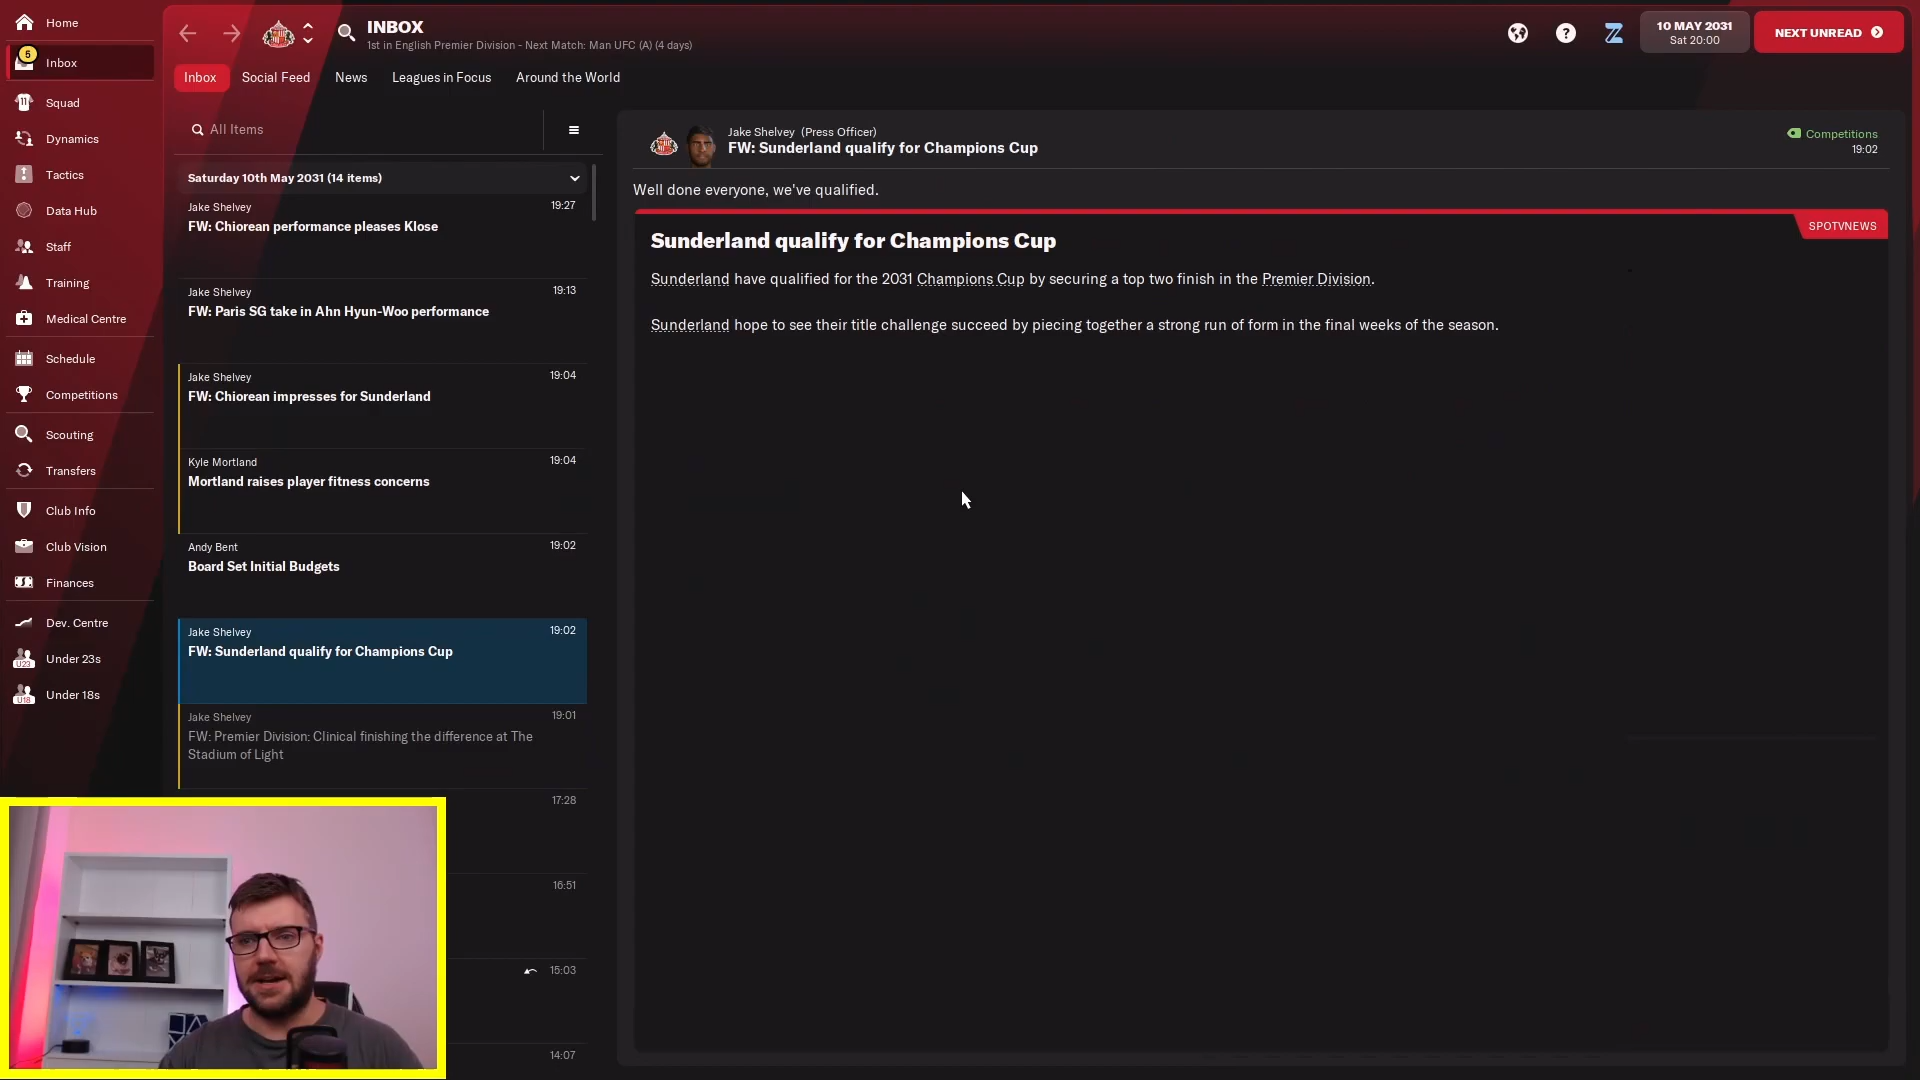 Home
5
Inbox
Squad
Dynamics
Tactics
Data Hub
Staff
Training
Medical Centre
Schedule
Competitions
Scouting
Transfers
Club Info
Club Vision
Finances
Dev. Centre
U23
Under 23s
U18
Under 18s
INBOX
1st in English Premier Division - Next Match: Man UFC (A) (4 days)
10 MAY 2031
Sat 20:00
NEXT UNREAD
Inbox Social Feed News Leagues in Focus Around the World
All Items
Saturday 10th May 2031 (14 items)
Jake Shelvey 19:27
FW: Chiorean performance pleases Klose
Jake Shelvey 19:13
FW: Paris SG take in Ahn Hyun-Woo performance
Jake Shelvey 19:04
FW: Chiorean impresses for Sunderland
Kyle Mortland 19:04
Mortland raises player fitness concerns
Andy Bent 19:02
Board Set Initial Budgets
Jake Shelvey 19:02
FW: Sunderland qualify for Champions Cup
Jake Shelvey 19:01
FW: Premier Division: Clinical finishing the difference at The
Stadium of Light
17:28
16:51
15:03
14:07
Jake Shelvey (Press Officer)
FW: Sunderland qualify for Champions Cup
Competitions
19:02
Well done everyone, we've qualified.
SPOTVNEWS
Sunderland qualify for Champions Cup
Sunderland have qualified for the 2031 Champions Cup by securing a top two finish in the Premier Division.
Sunderland hope to see their title challenge succeed by piecing together a strong run of form in the final weeks of the season.